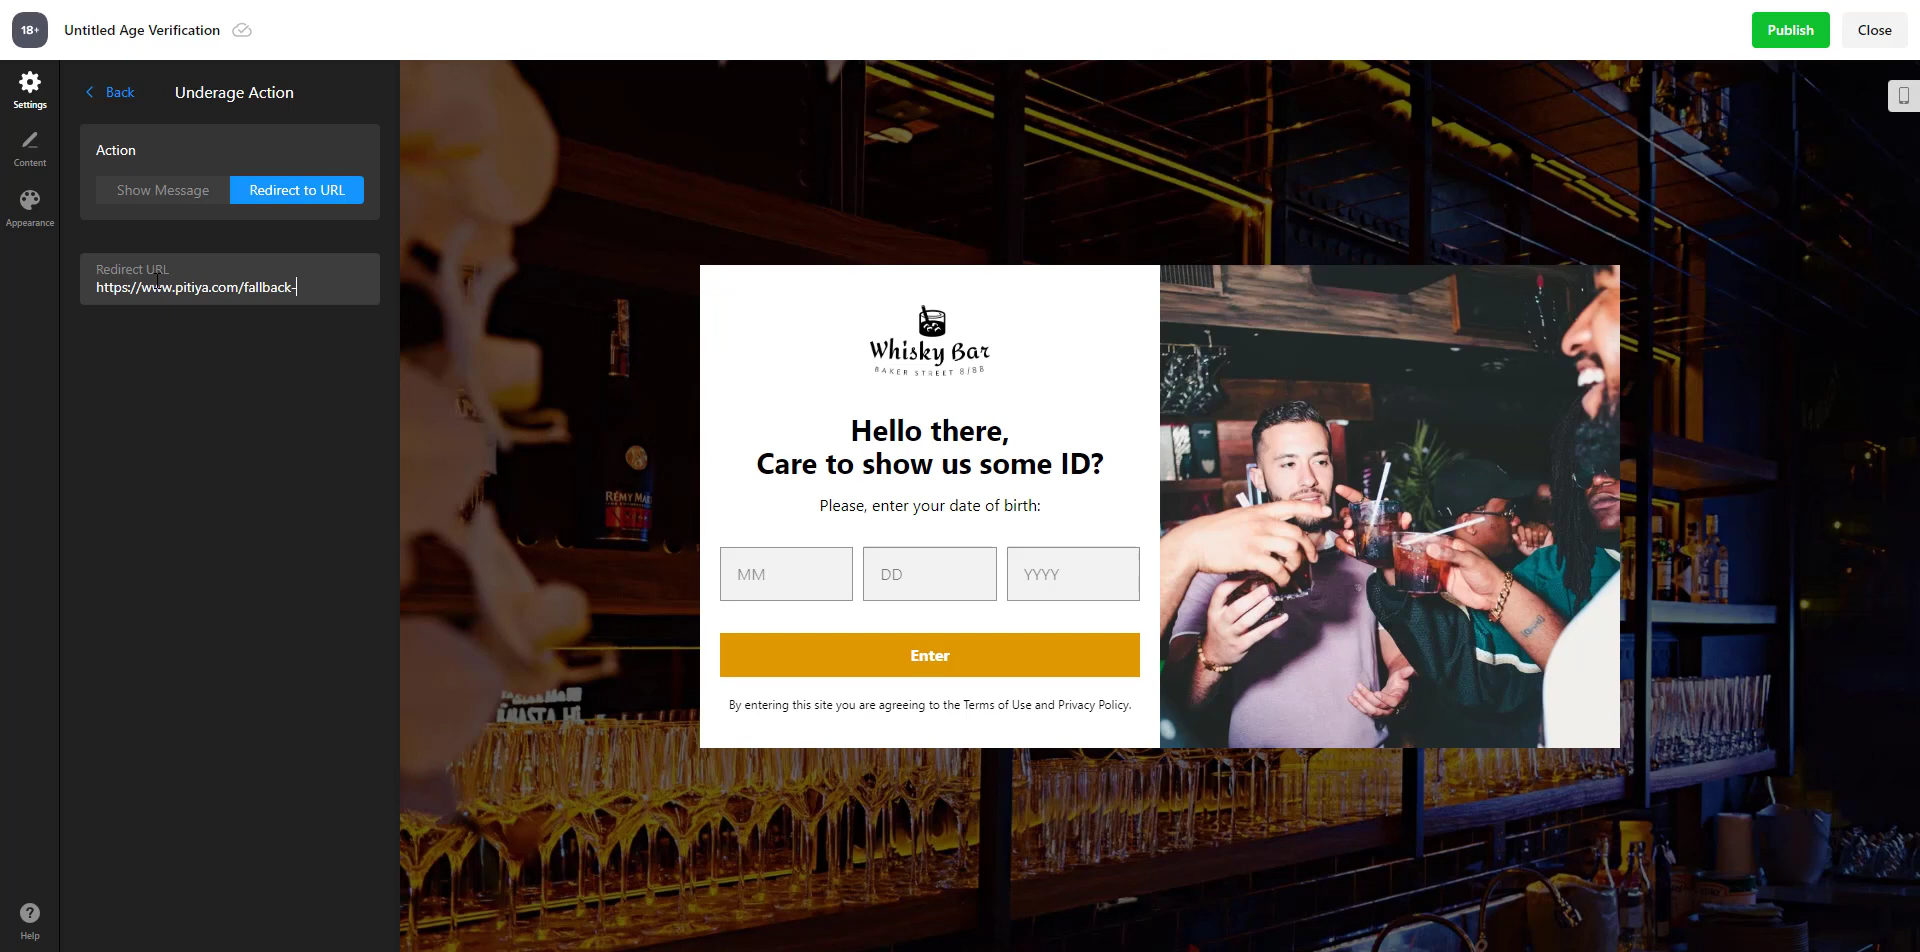 18+
Untitled Age Verification
Publish
Close
Settings
Content
Appearance
Help
Back
Underage Action
Action
Show Message
Redirect to URL
Redirect URL
https://www.pitiya.com/fallback-
RÉMY MA
Whisky Bar
BAKER STREET 8/8B
Hello there,
Care to show us some ID?
Please, enter your date of birth:
MM
DD
YYYY
Enter
By entering this site you are agreeing to the Terms of Use and Privacy Policy.